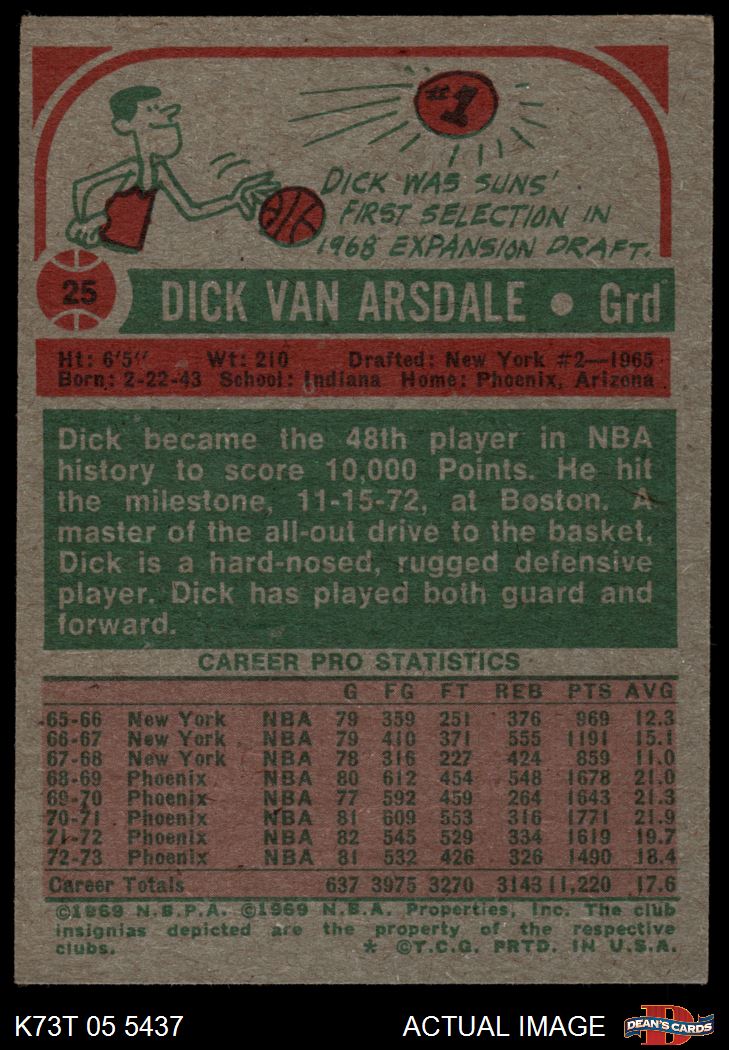 #1
DICK WAS SUNS'
FIRST SELECTION IN
1968 EXPANSION DRAFT.
25
DICK VAN ARSDALE • Grd
Ht: 6'5" Wt: 210 Drafted: New York #2—1965
Born: 2-22-43 School: Indiana Home: Phoenix, Arizona
Dick became the 48th player in NBA
history to score 10,000 Points. He hit
the milestone, 11-15-72, at Boston. A
master of the all-out drive to the basket,
Dick is a hard-nosed, rugged defensive
player. Dick has played both guard and
forward.
CAREER PRO STATISTICS
G FG FT REB PTS AVG
65-66 New York NBA 79 359 251 376 969 12.3
66-67 New York NBA 79 410 371 555 1191 15.1
67-68 New York NBA 78 316 227 424 859 11.0
68-69 Phoenix NBA 80 612 454 548 1678 21.0
69-70 Phoenix NBA 77 592 459 264 1643 21.3
70-71 Phoenix NBA 81 609 553 316 1771 21.9
71-72 Phoenix NBA 82 545 529 334 1619 19.7
72-73 Phoenix NBA 81 532 426 326 1490 18.4
Career Totals 637 3975 3270 3143 11,220 17.6
©1969 N.B.P.A. ©1969 N.B.A. Properties, Inc. The club
insignias depicted are the property of the respective
clubs. * ©T.C.G. PRTD. IN U.S.A.
K73T 05 5437 ACTUAL IMAGE DEAN'S CARDS